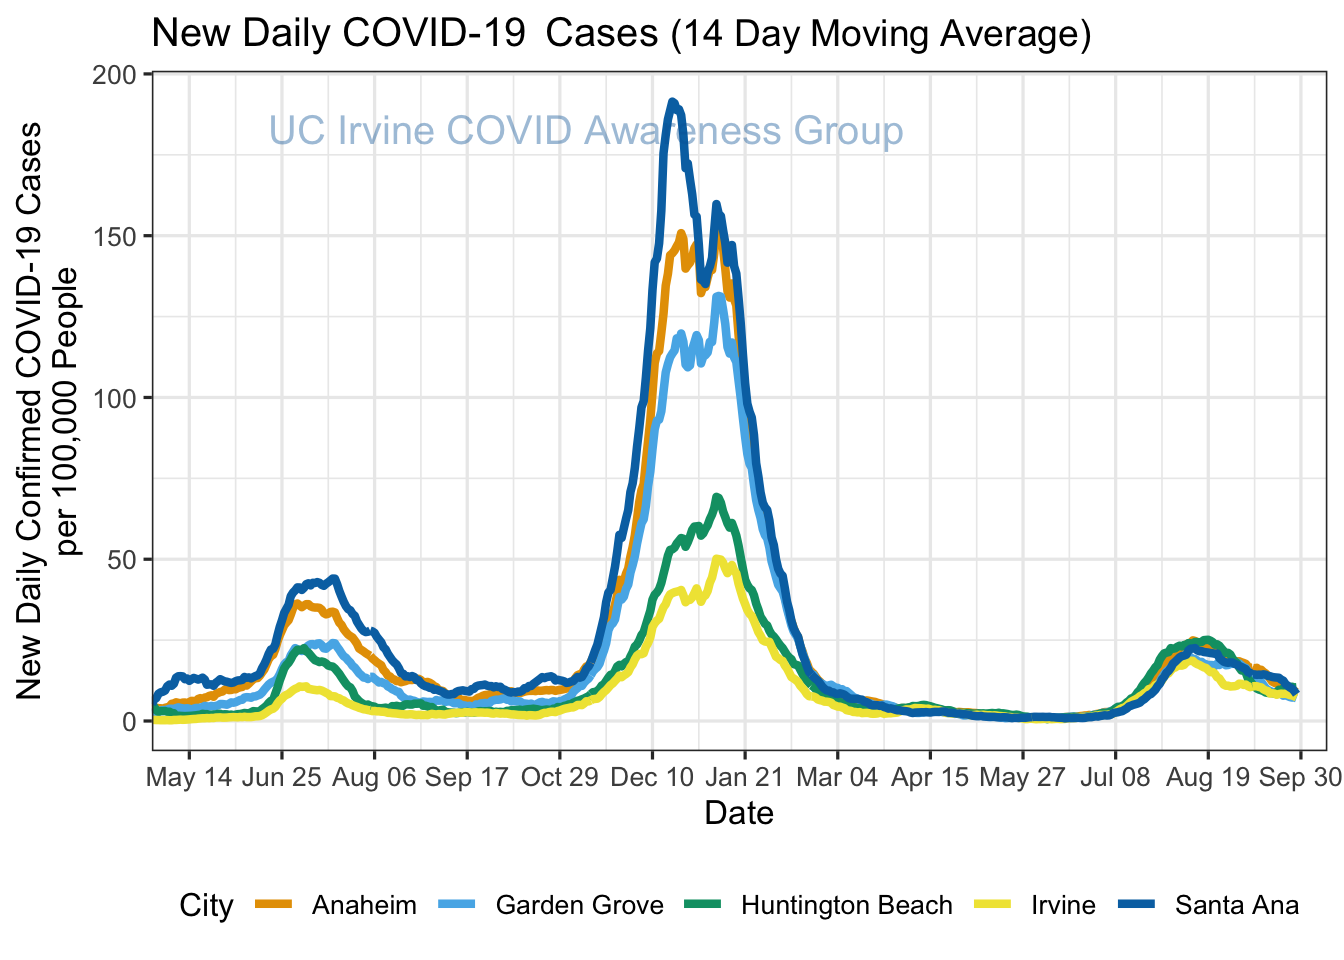 New Daily COVID-19 Cases (14 Day Moving Average)
UC Irvine COVID Awareness Group
New Daily Confirmed COVID-19 Cases
per 100,000 People
200
150
100
50
0
May 14 Jun 25 Aug 06 Sep 17 Oct 29 Dec 10 Jan 21 Mar 04 Apr 15 May 27 Jul 08 Aug 19 Sep 30
Date
City Anaheim Garden Grove Huntington Beach Irvine Santa Ana